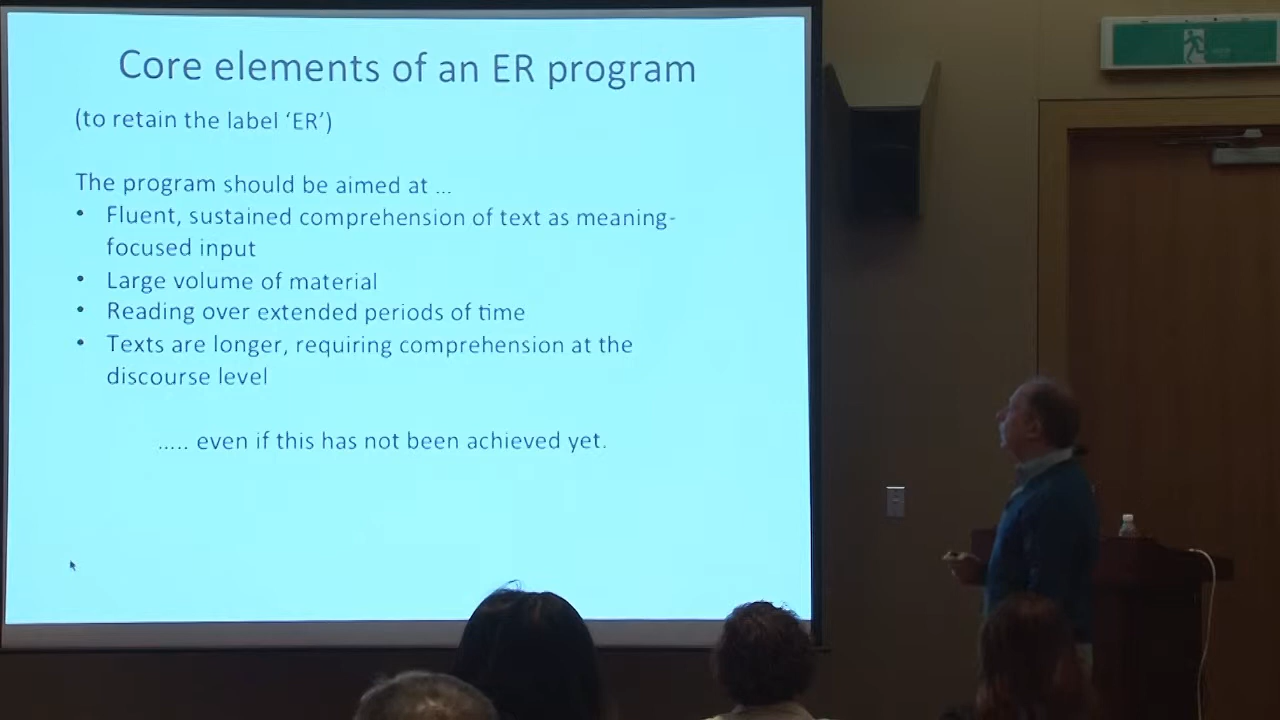 Core elements of an ER program
(to retain the label ‘ER’)
The program should be aimed at ...
• Fluent, sustained comprehension of text as meaning-
focused input
• Large volume of material
• Reading over extended periods of time
• Texts are longer, requiring comprehension at the
discourse level
..... even if this has not been achieved yet.